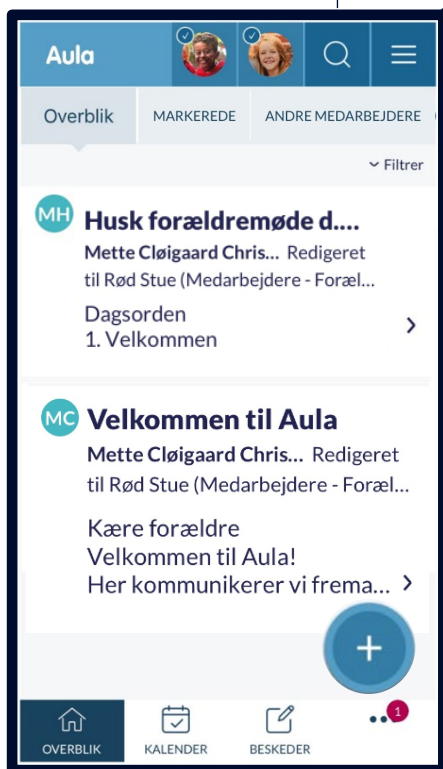 Aula
Overblik MARKEREDE ANDRE MEDARBEJDERE
Filtrer
MH Husk forældremøde d....
Mette Cløigaard Chris... Redigeret
til Rød Stue (Medarbejdere - Foræl...
Dagsorden
1. Velkommen
MC Velkommen til Aula
Mette Cløigaard Chris... Redigeret
til Rød Stue (Medarbejdere - Foræl...
Kære forældre
Velkommen til Aula!
Her kommunikerer vi frema...
1
OVERBLIK KALENDER BESKEDER